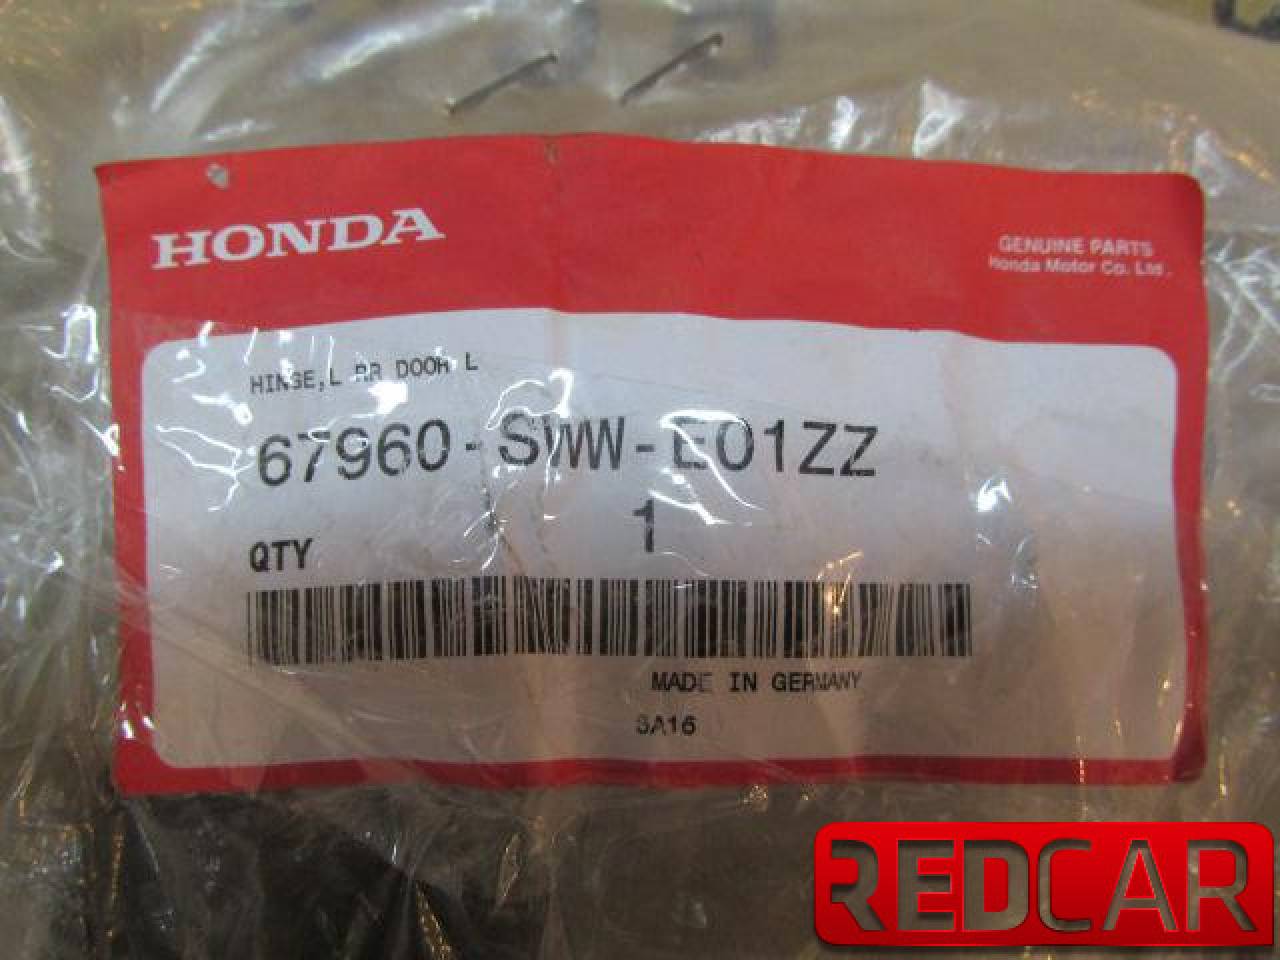 HONDA
GENUINE PARTS
Honda Motor Co. Ltd.
HINGE,L RR DOOR L
67960-SWW-E01ZZ
QTY 1
MADE IN GERMANY
6A16
REDCAR